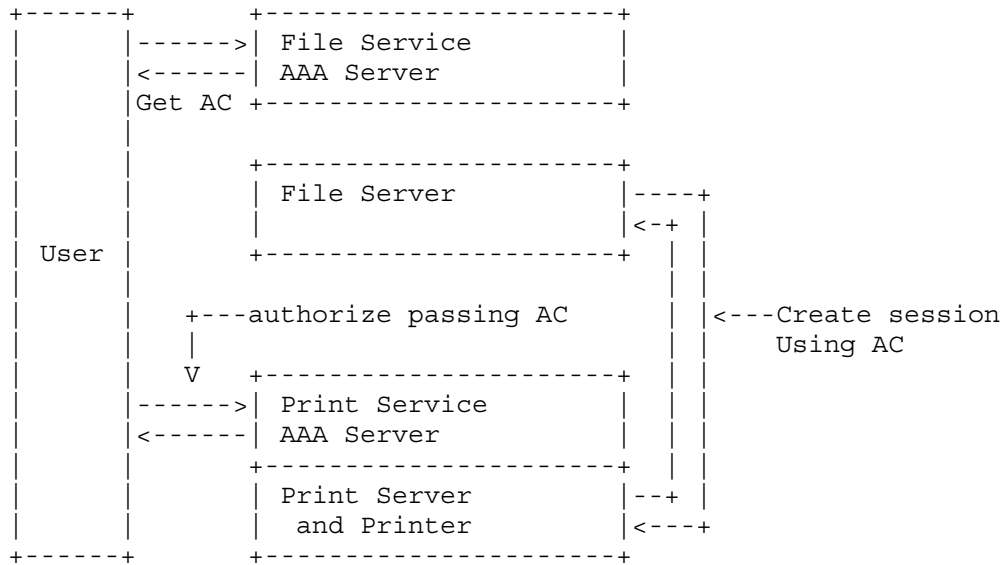 File Service
AAA Server
Get AC
File Server
User
authorize passing AC
Create session
Using AC
V
Print Service
AAA Server
Print Server
and Printer